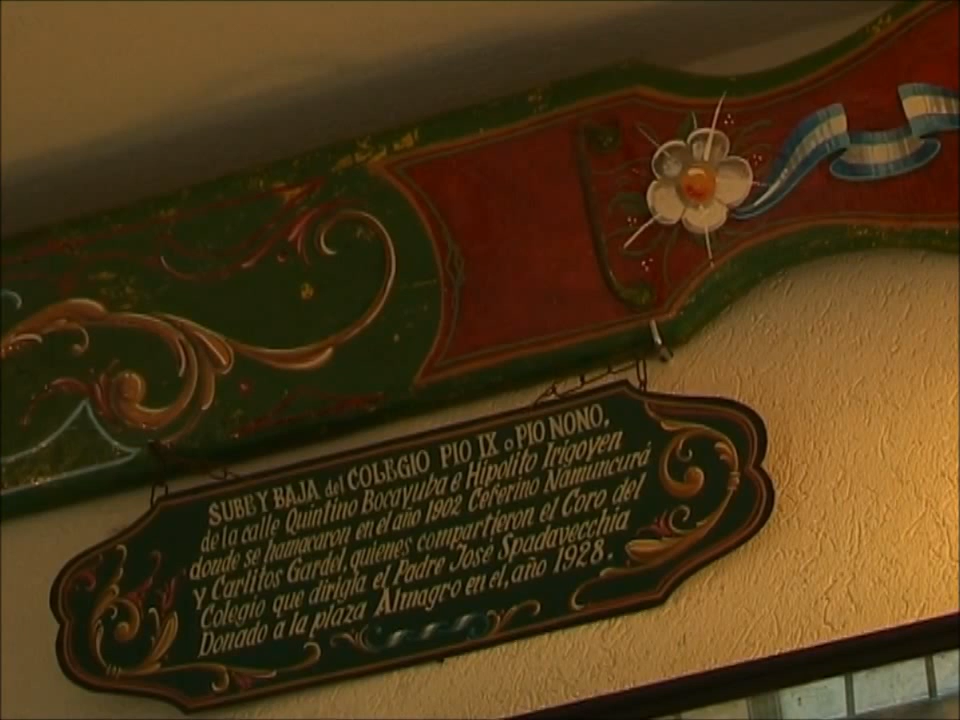 SUBE Y BAJA del COLEGIO PIO IX o PIO NONO,
de la calle Quintino Bocayuba e Hipolito Irigoyen
donde se hamacaron en el año 1902 Ceferino Namuncurá
y Carlitos Gardel, quienes compartieron el Coro del
Colegio que dirigía el Padre José Spadavecchia
Donado a la plaza Almagro en el, año 1928.